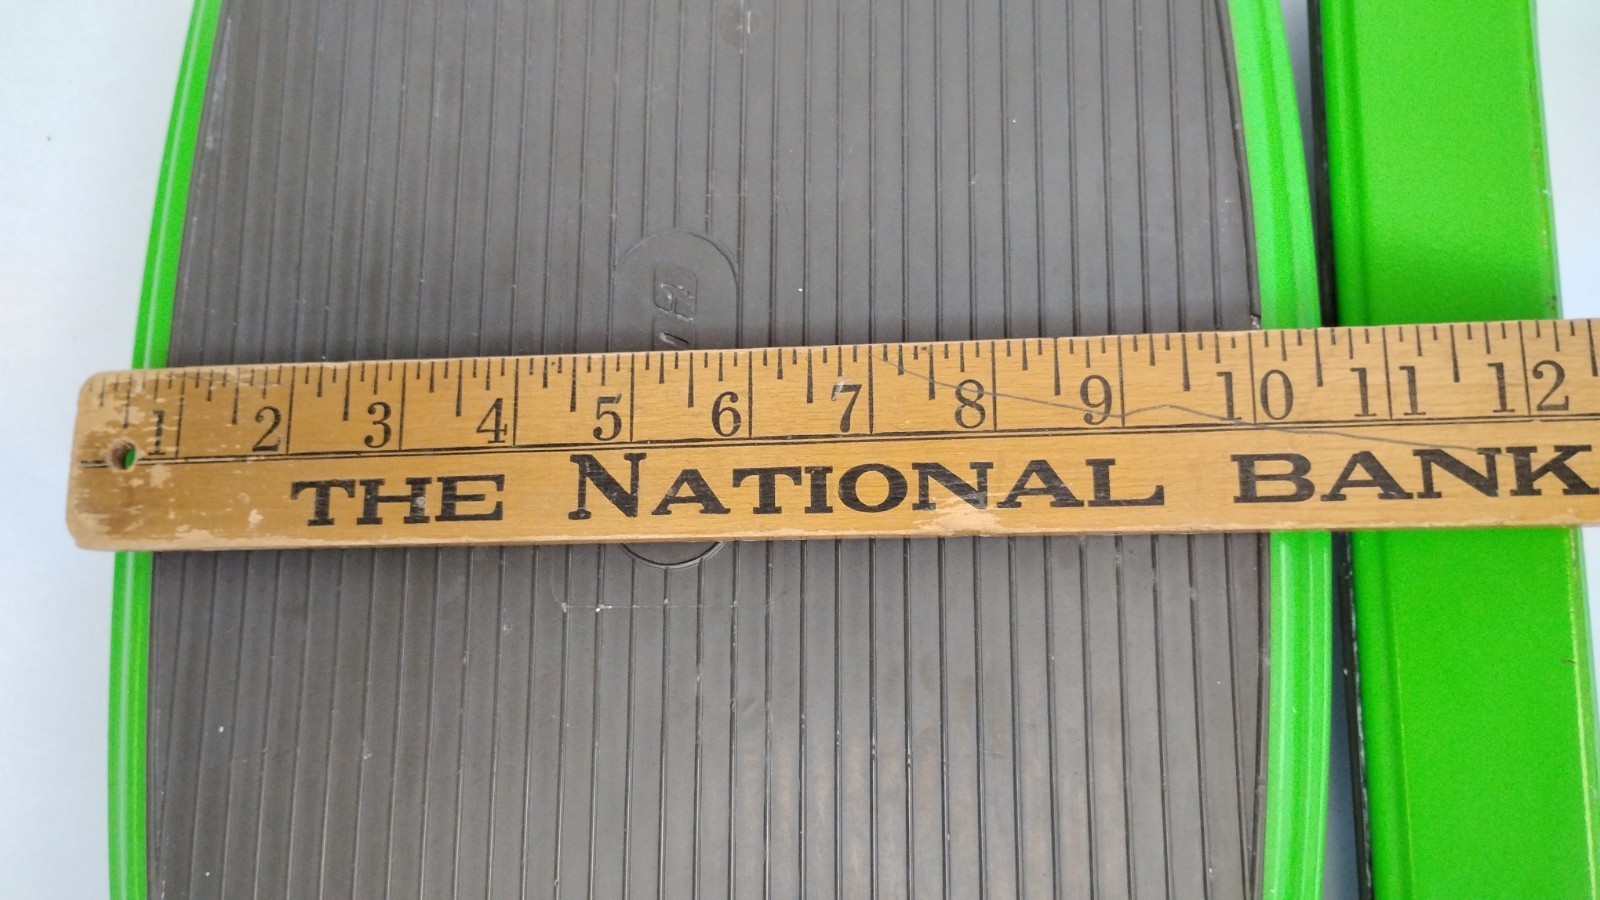 1 2 3 4 5 6 7 8 9 10 11 12
THE NATIONAL BANK